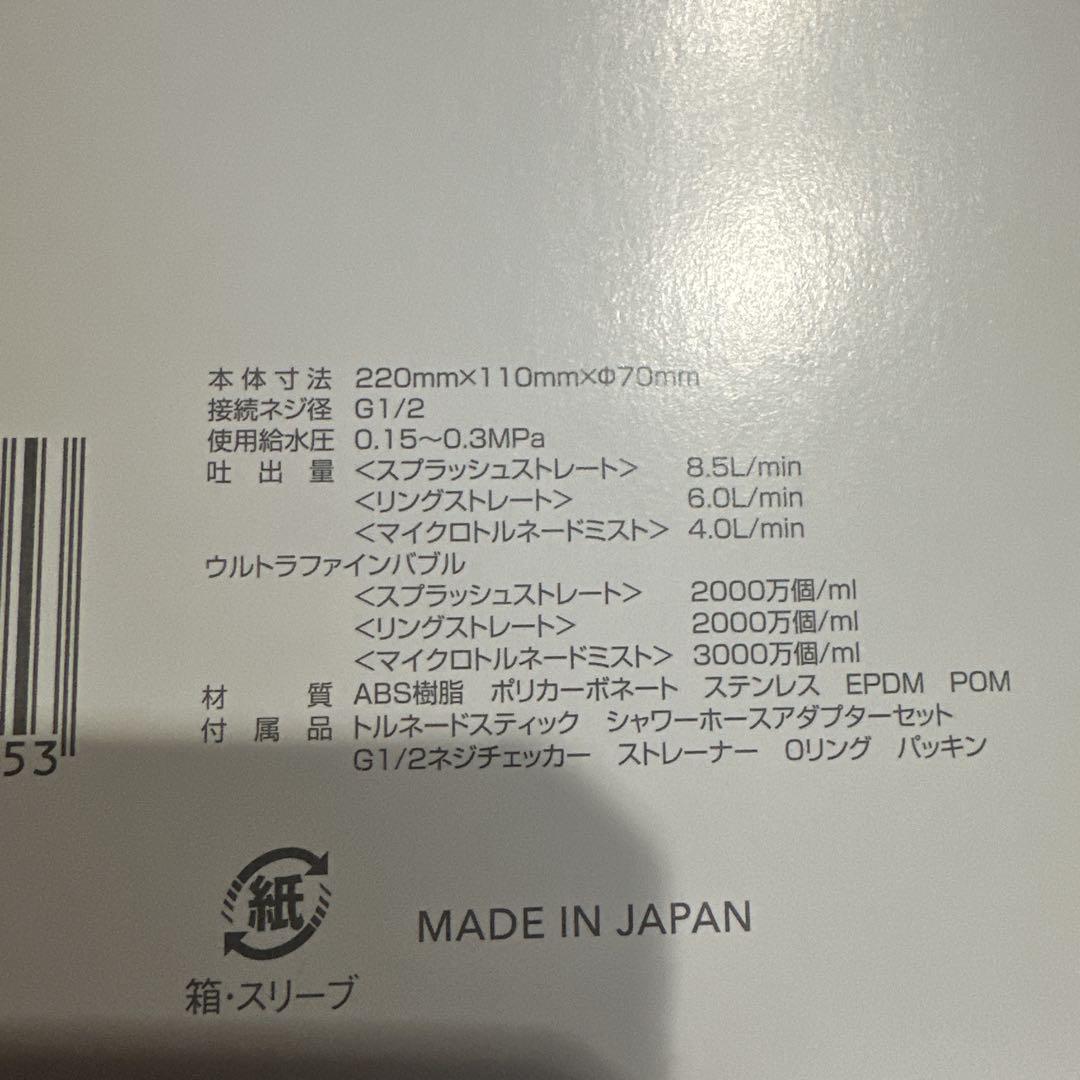 本体寸法 220mm×110mm×Φ70mm
接続ネジ径 G1/2
使用給水圧 0.15～0.3MPa
吐出量 <スプラッシュストレート> 8.5L/min
<リングストレート> 6.0L/min
<マイクロトルネードミスト> 4.0L/min
ウルトラファインバブル
<スプラッシュストレート> 2000万個/ml
<リングストレート> 2000万個/ml
<マイクロトルネードミスト> 3000万個/ml
材質 ABS樹脂 ポリカーボネート ステンレス EPDM POM
付属品 トルネードスティック シャワーホースアダプターセット
G1/2ネジチェッカー ストレーナー Oリング パッキン
53
紙
MADE IN JAPAN
箱・スリーブ